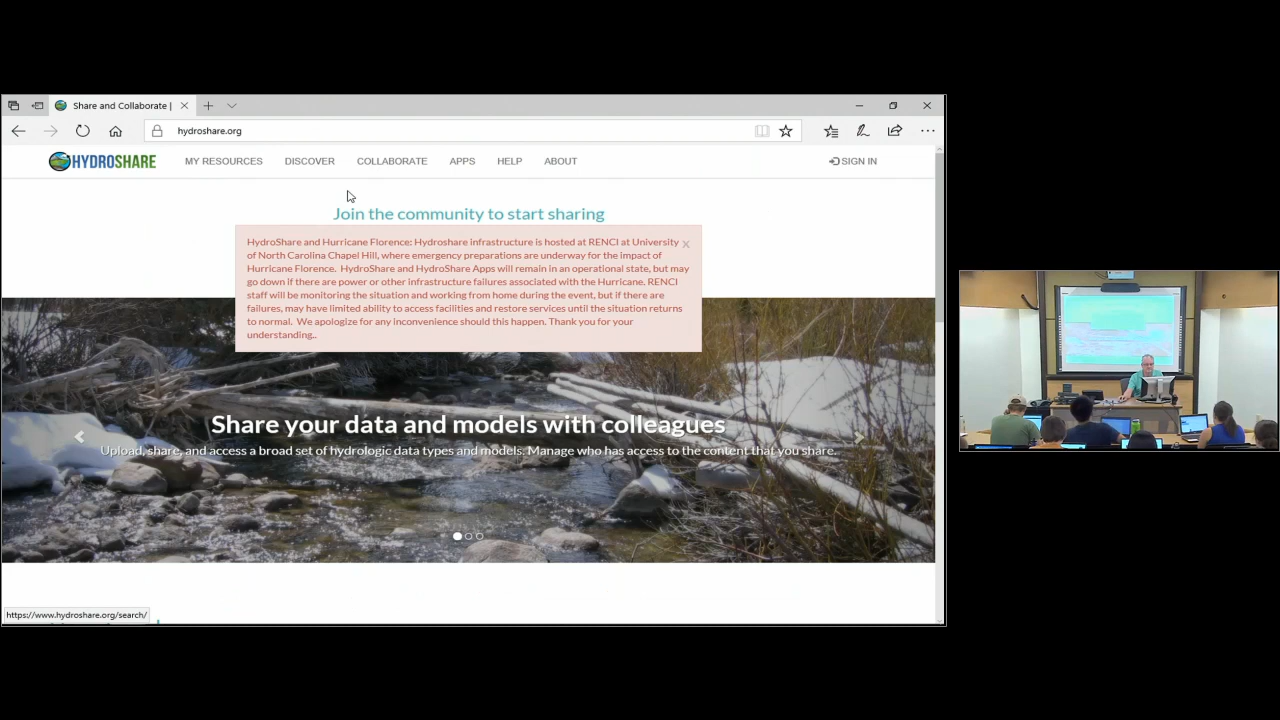 Share and Collaborate |
hydroshare.org
HYDROSHARE MY RESOURCES DISCOVER COLLABORATE APPS HELP ABOUT SIGN IN
Join the community to start sharing
HydroShare and Hurricane Florence: Hydroshare infrastructure is hosted at RENCI at University
of North Carolina Chapel Hill, where emergency preparations are underway for the impact of
Hurricane Florence. HydroShare and HydroShare Apps will remain in an operational state, but may
go down if there are power or other infrastructure failures associated with the Hurricane. RENCI
staff will be monitoring the situation and working from home during the event, but if there are
failures, may have limited ability to access facilities and restore services until the situation returns
to normal. We apologize for any inconvenience should this happen. Thank you for your
understanding..
Share your data and models with colleagues
Upload, share, and access a broad set of hydrologic data types and models. Manage who has access to the content that you share.
https://www.hydroshare.org/search/